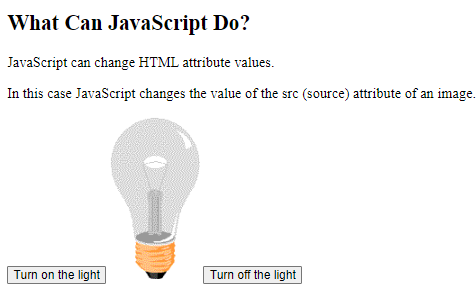 What Can JavaScript Do?
JavaScript can change HTML attribute values.
In this case JavaScript changes the value of the src (source) attribute of an image.
Turn on the light
Turn off the light